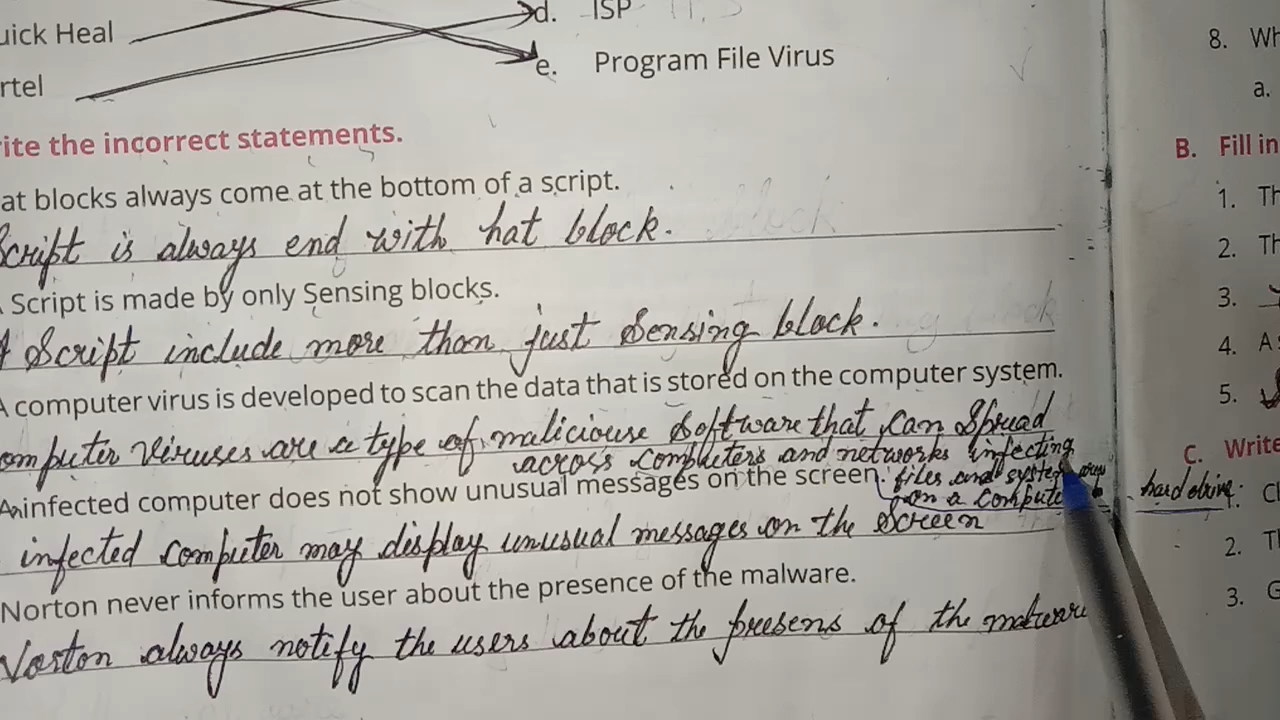 uick Heal
d. ISP
rtel
e. Program File Virus
ite the incorrect statements.
at blocks always come at the bottom of a script.
Script is always end with hat block.
Script is made by only Sensing blocks.
A Script include more than just Sensing block.
A computer virus is developed to scan the data that is stored on the computer system.
omputer Viruses are a type of maliciouse Software that can Spread
across computers and networks infecting
files and system
on a Compute hard drive.
An infected computer does not show unusual messages on the screen.
infected computer may display unusual messages on the Screen
Norton never informs the user about the presence of the malware.
Norton always notify the users about the presens of the malware
8. Wh
a.
B. Fill in
1. Th
2. Th
3.
4. A
5.
C. Write
1. Cl
2. Tl
3. G